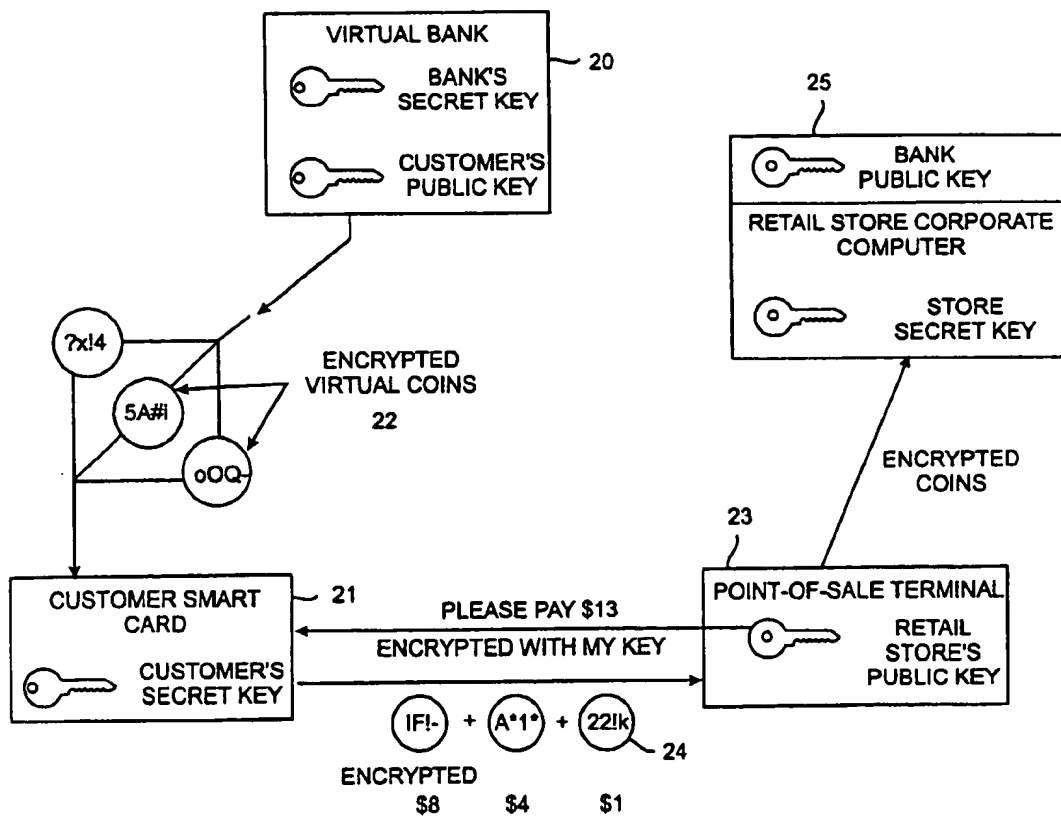 VIRTUAL BANK
20
BANK'S
SECRET KEY
CUSTOMER'S
PUBLIC KEY
25
BANK
PUBLIC KEY
RETAIL STORE CORPORATE
COMPUTER
STORE
SECRET KEY
?x!4
5A#i
oOQ-
ENCRYPTED
VIRTUAL COINS
22
ENCRYPTED
COINS
CUSTOMER SMART
CARD
21
CUSTOMER'S
SECRET KEY
PLEASE PAY $13
ENCRYPTED WITH MY KEY
23
POINT-OF-SALE TERMINAL
RETAIL
STORE'S
PUBLIC KEY
IF!- + A*1* + 22!k
24
ENCRYPTED
$8 $4 $1